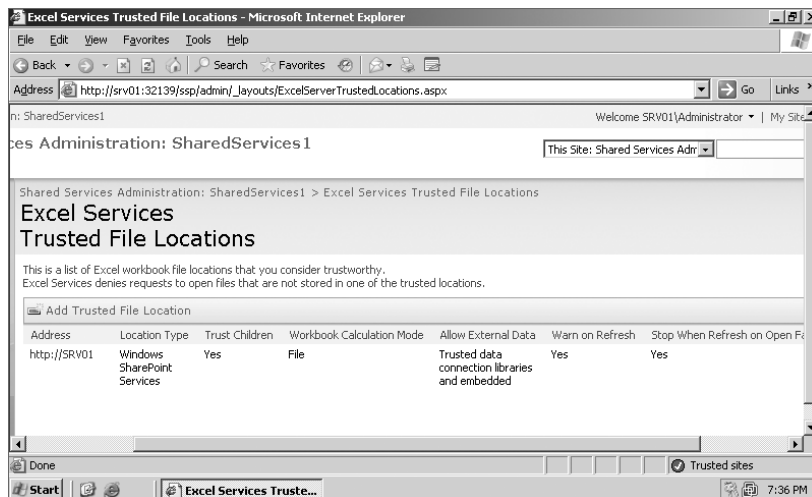 Excel Services Trusted File Locations - Microsoft Internet Explorer
File Edit View Favorites Tools Help
Back Search Favorites
Address http://srv01:32139/ssp/admin/_layouts/ExcelServerTrustedLocations.aspx Go Links »
n: SharedServices1 Welcome SRV01\Administrator | My Site
ces Administration: SharedServices1 This Site: Shared Services Adm
Shared Services Administration: SharedServices1 > Excel Services Trusted File Locations
Excel Services
Trusted File Locations
This is a list of Excel workbook file locations that you consider trustworthy.
Excel Services denies requests to open files that are not stored in one of the trusted locations.
Add Trusted File Location
Address Location Type Trust Children Workbook Calculation Mode Allow External Data Warn on Refresh Stop When Refresh on Open Fa
http://SRV01 Windows Yes File Trusted data Yes Yes
SharePoint connection libraries
Services and embedded
Done Trusted sites
Start Excel Services Truste... 7:36 PM